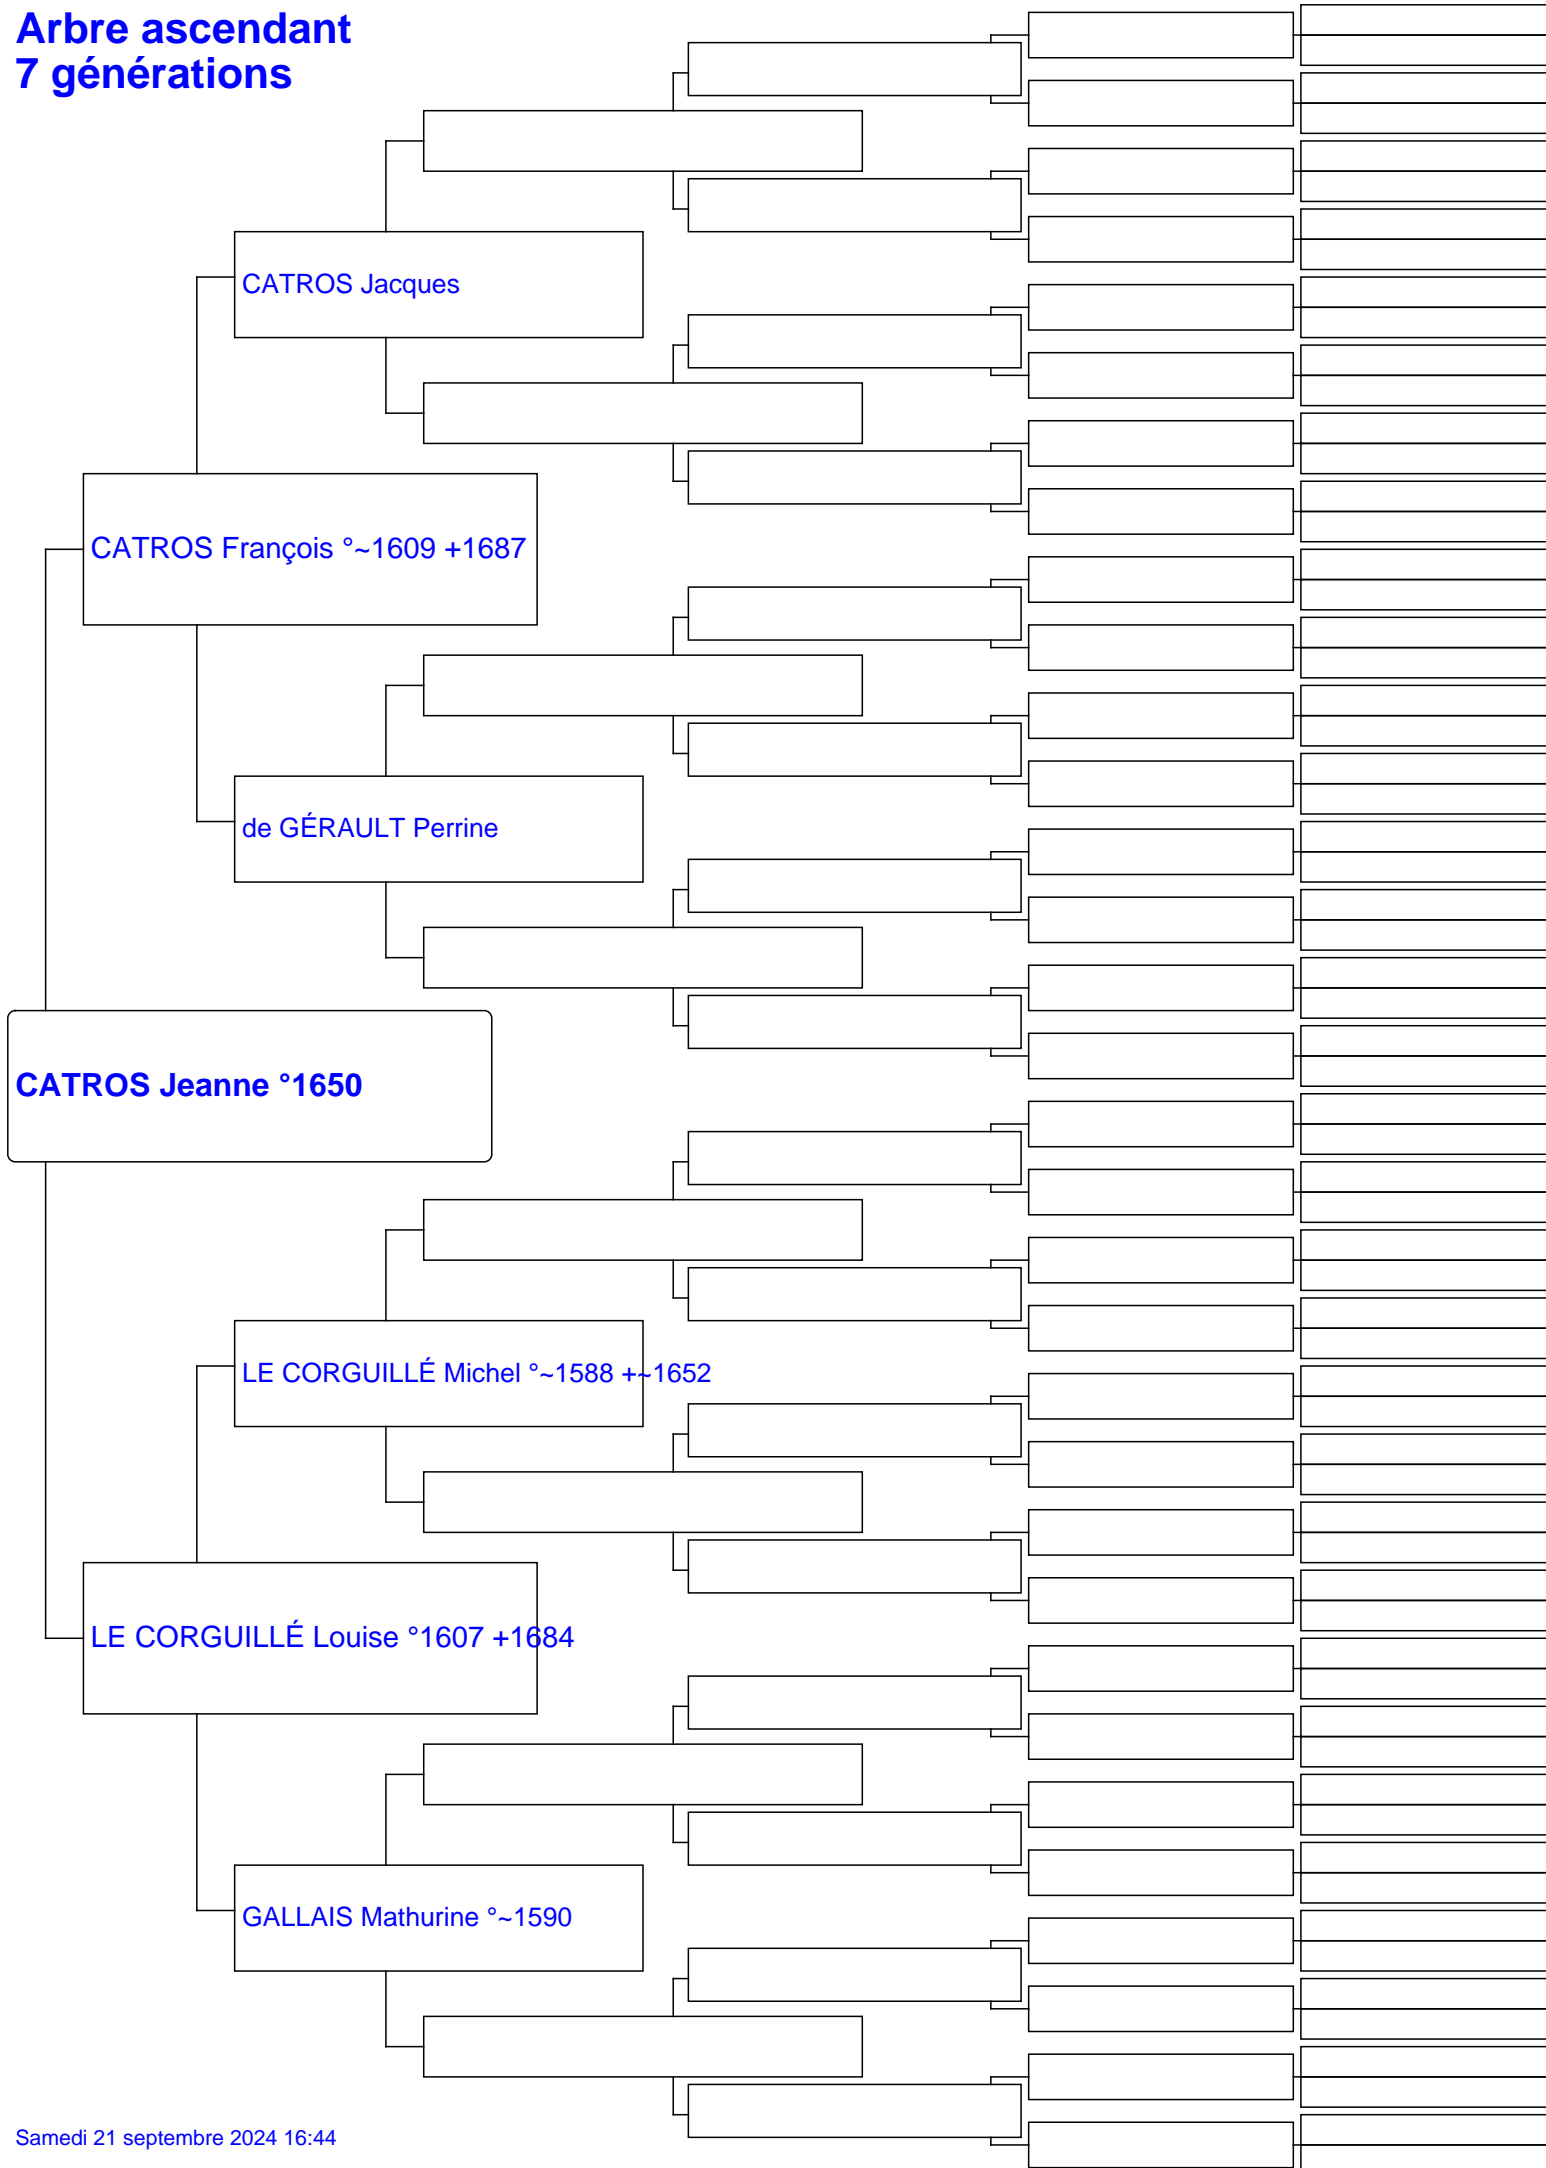 Arbre ascendant
7 générations
CATROS Jacques
CATROS François °~1609 +1687
de GÉRAULT Perrine
CATROS Jeanne °1650
LE CORGUILLÉ Michel °~1588 +~1652
LE CORGUILLÉ Louise °1607 +1684
GALLAIS Mathurine °~1590
Samedi 21 septembre 2024 16:44